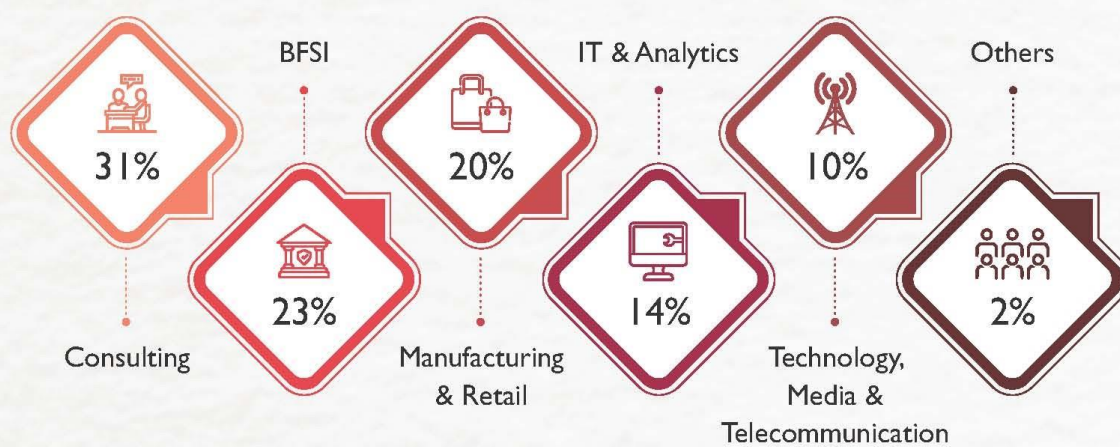 BFSI
IT & Analytics
Others
31%
20%
10%
23%
14%
2%
Consulting
Manufacturing
& Retail
Technology,
Media &
Telecommunication